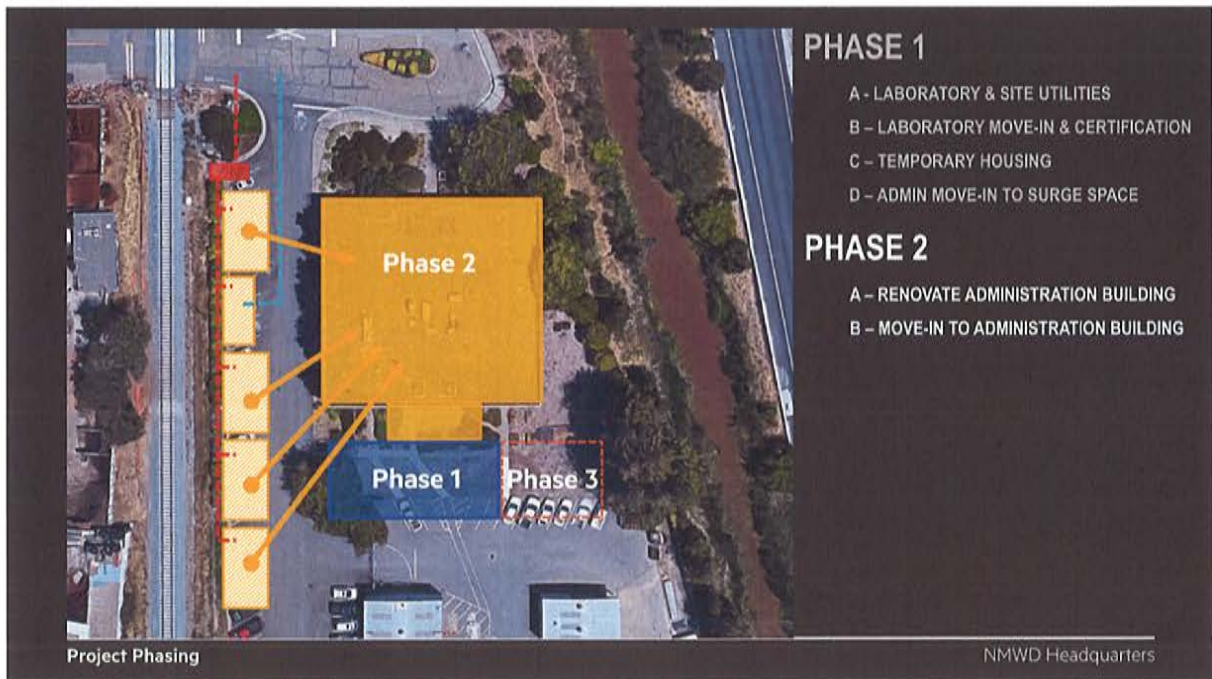 PHASE 1
A - LABORATORY & SITE UTILITIES
B – LABORATORY MOVE-IN & CERTIFICATION
C – TEMPORARY HOUSING
D – ADMIN MOVE-IN TO SURGE SPACE
PHASE 2
A – RENOVATE ADMINISTRATION BUILDING
B – MOVE-IN TO ADMINISTRATION BUILDING
Phase 2
Phase 1
Phase 3
Project Phasing
NMWD Headquarters